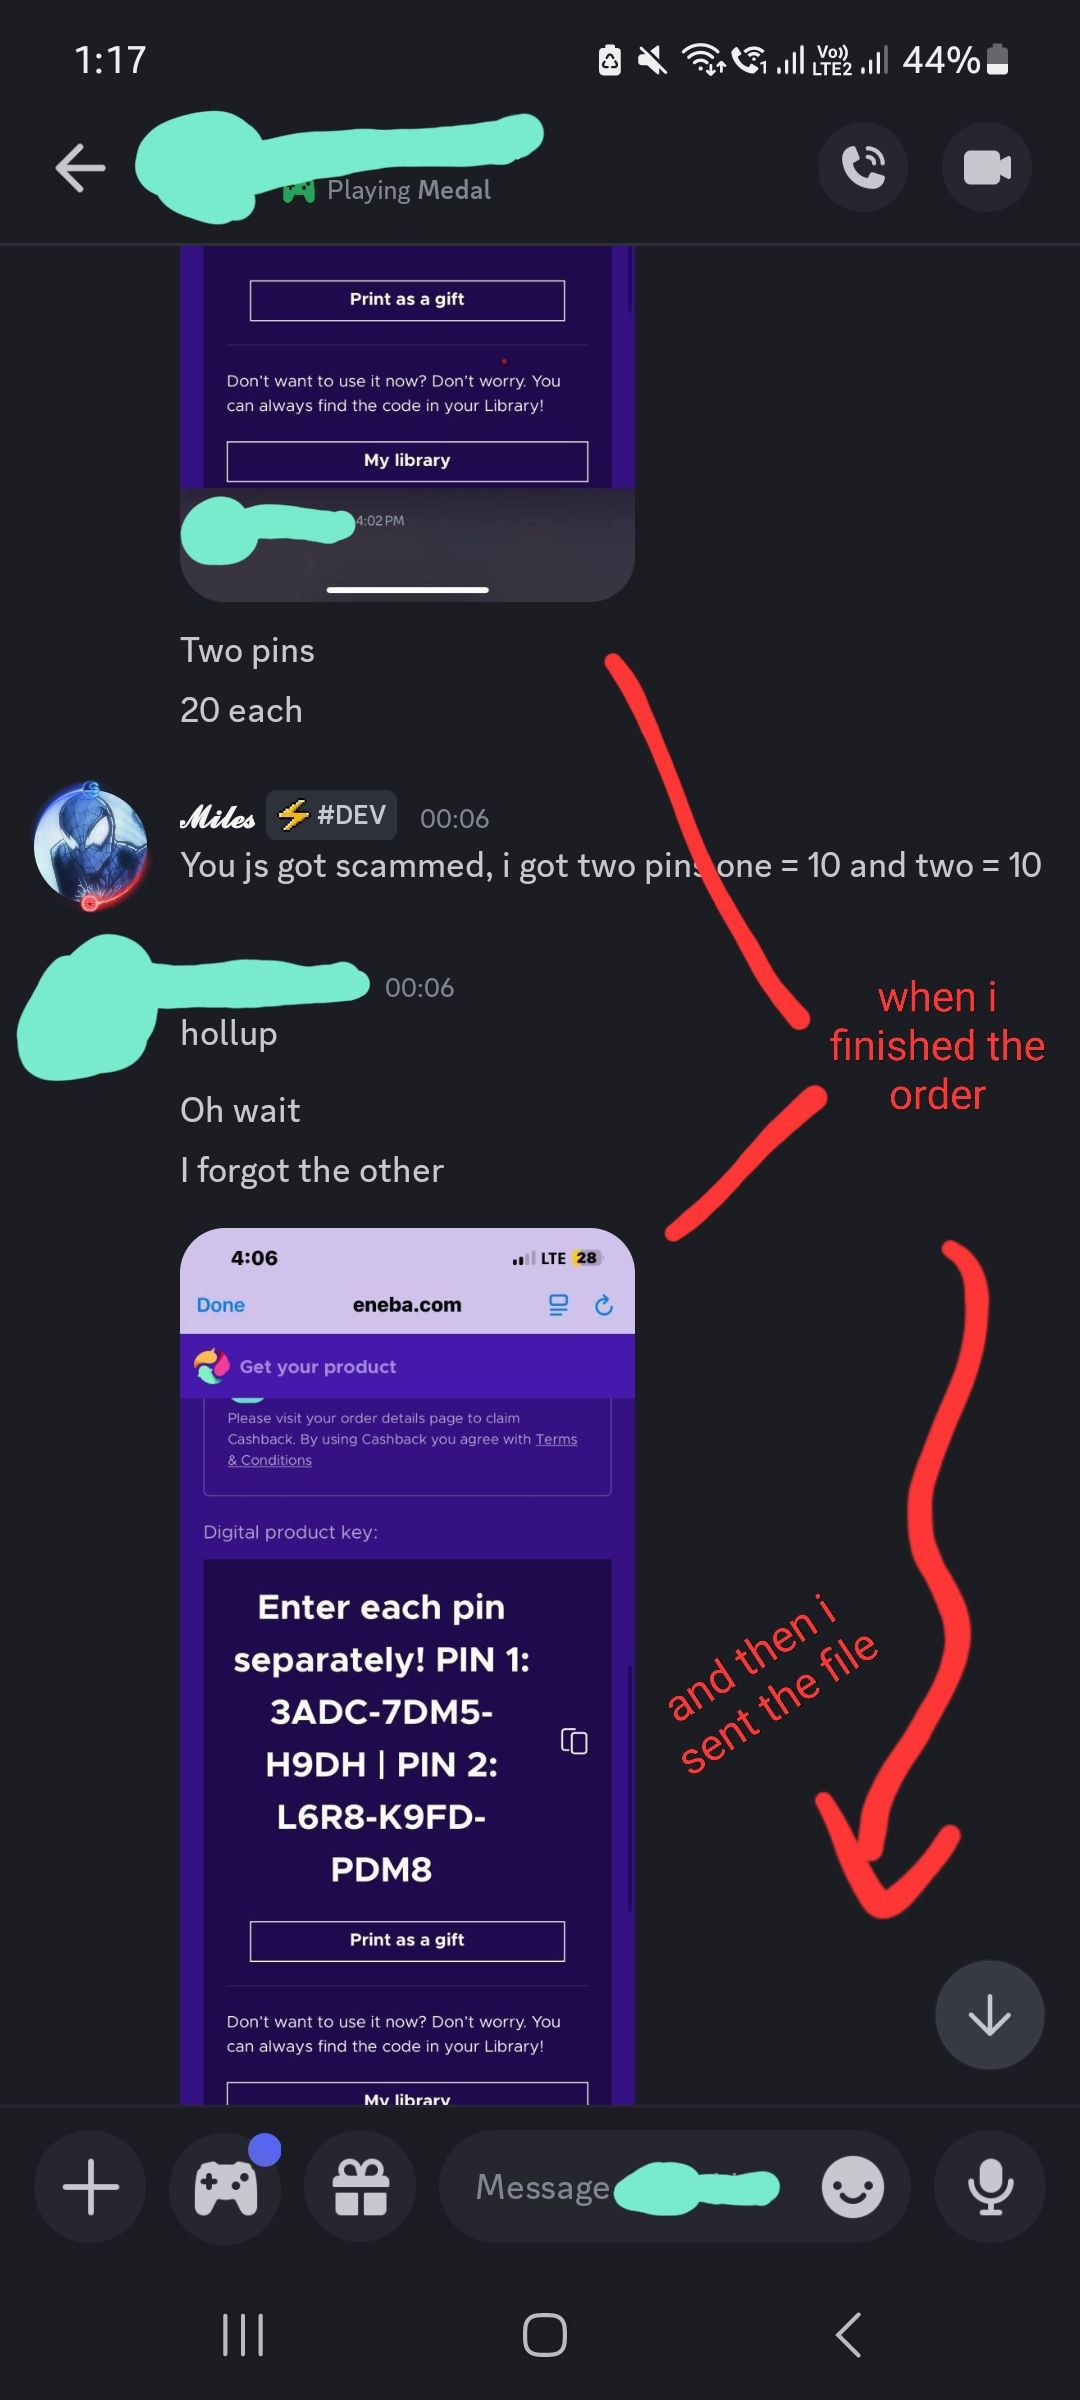 1:17
Vo))
LTE2
44%
Playing Medal
Print as a gift
Don't want to use it now? Don't worry. You
can always find the code in your Library!
My library
4:02 PM
Two pins
20 each
Miles #DEV 00:06
You js got scammed, i got two pins one = 10 and two = 10
00:06
hollup
Oh wait
I forgot the other
when i
finished the
order
4:06
LTE 28
Done eneba.com
Get your product
Please visit your order details page to claim
Cashback. By using Cashback you agree with Terms
& Conditions
Digital product key:
Enter each pin
separately! PIN 1:
3ADC-7DM5-
H9DH | PIN 2:
L6R8-K9FD-
PDM8
and then i
sent the file
Print as a gift
Don't want to use it now? Don't worry. You
can always find the code in your Library!
My library
Message